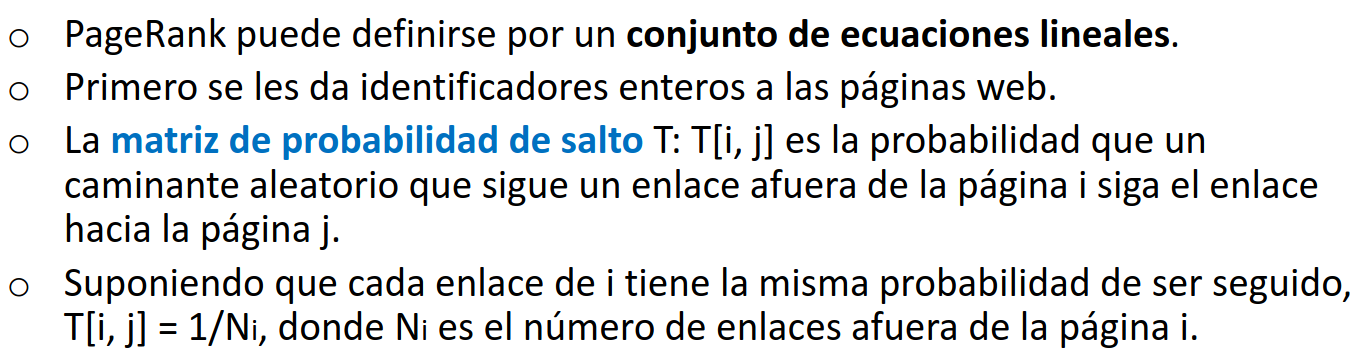 ○ PageRank puede definirse por un conjunto de ecuaciones lineales.
○ Primero se les da identificadores enteros a las páginas web.
○ La matriz de probabilidad de salto T: T[i, j] es la probabilidad que un
caminante aleatorio que sigue un enlace afuera de la página i siga el enlace
hacia la página j.
○ Suponiendo que cada enlace de i tiene la misma probabilidad de ser seguido,
T[i, j] = 1/Ni, donde Ni es el número de enlaces afuera de la página i.